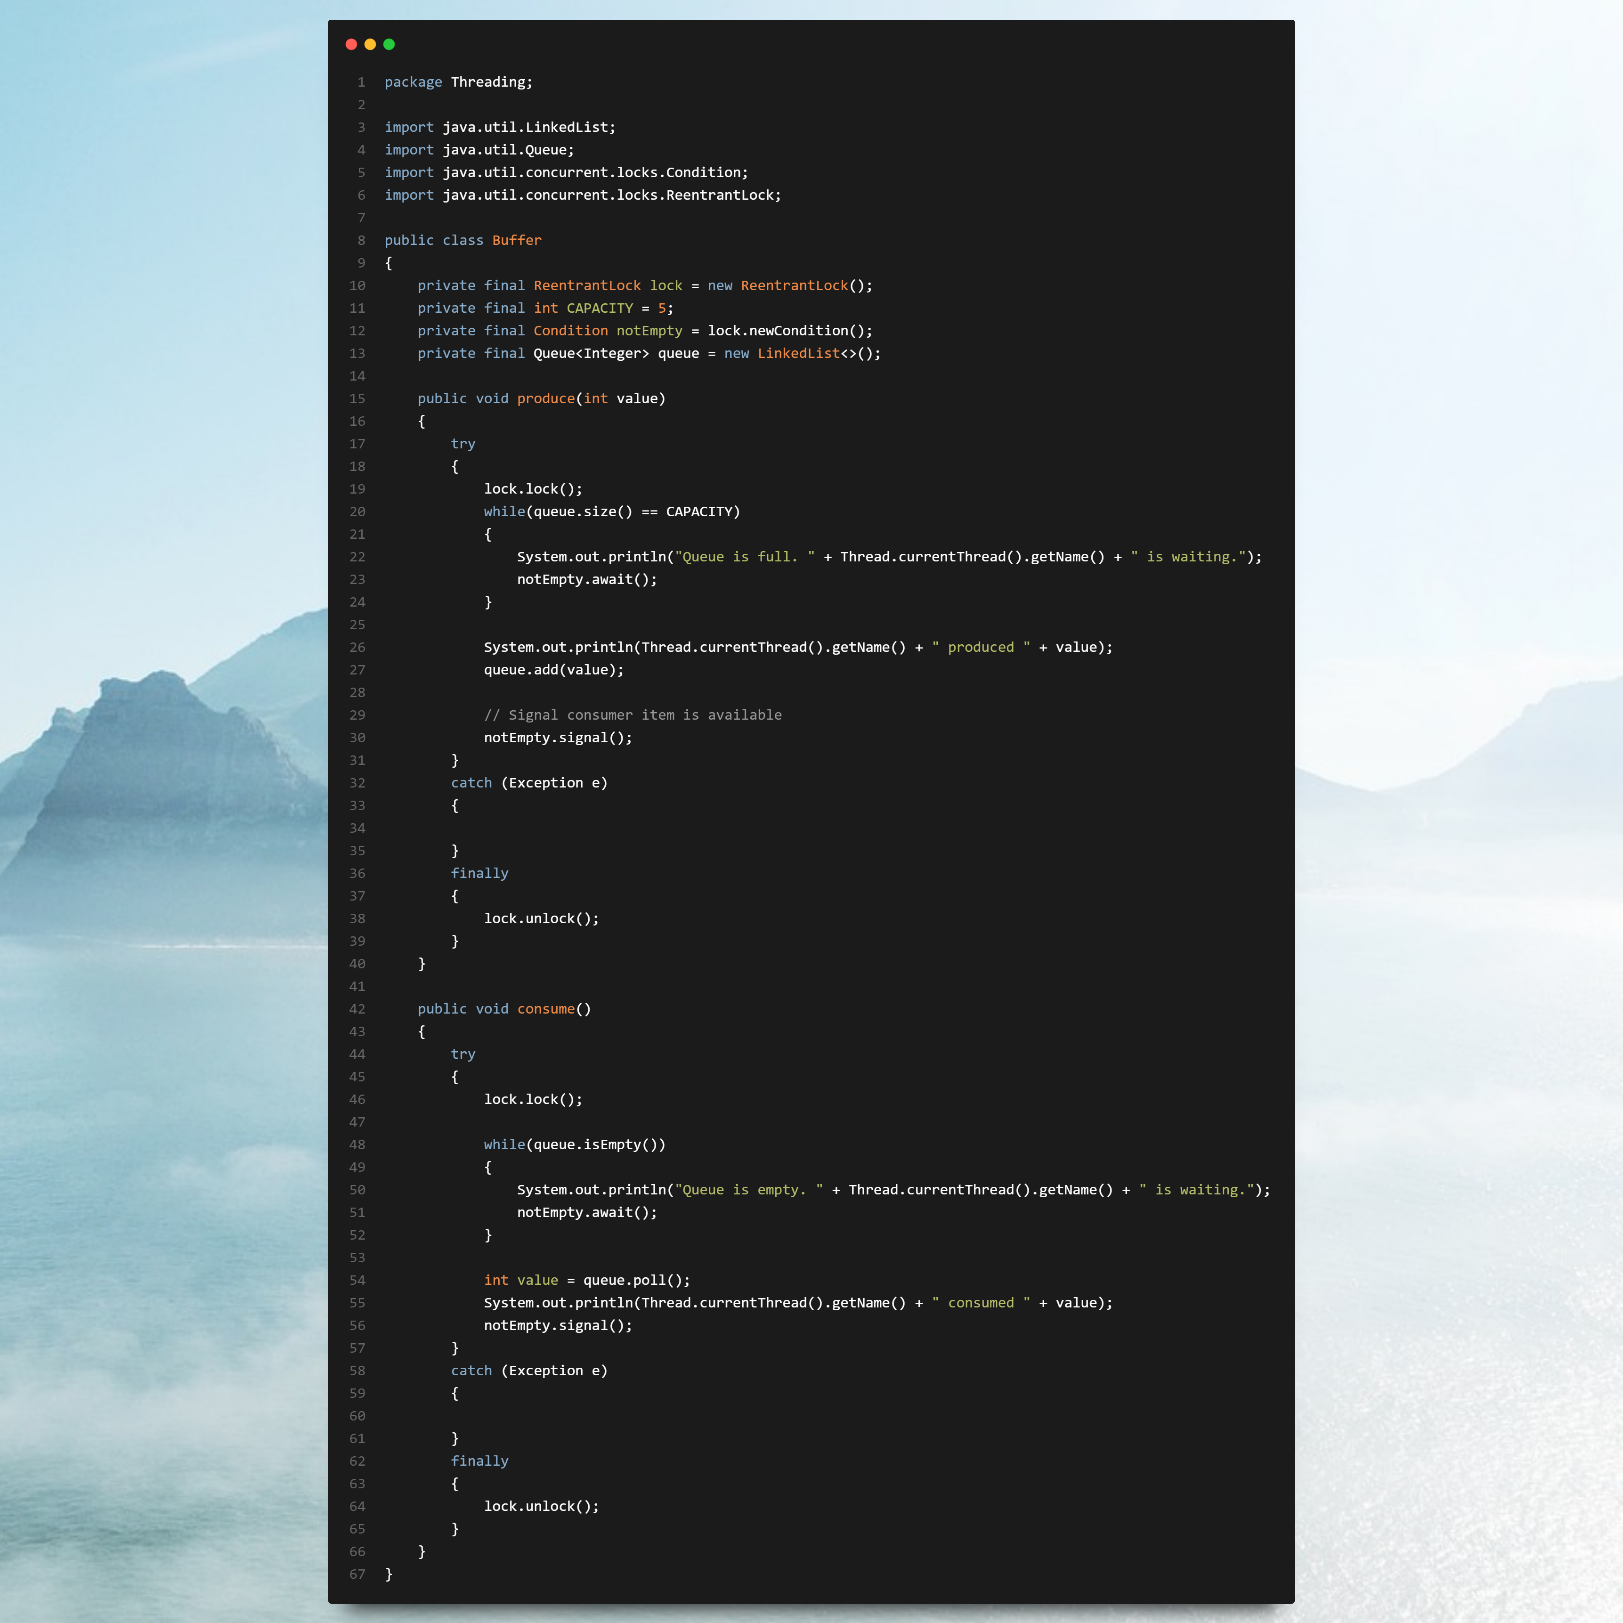 1 package Threading;
2
3 import java.util.LinkedList;
4 import java.util.Queue;
5 import java.util.concurrent.locks.Condition;
6 import java.util.concurrent.locks.ReentrantLock;
7
8 public class Buffer
9 {
10     private final ReentrantLock lock = new ReentrantLock();
11     private final int CAPACITY = 5;
12     private final Condition notEmpty = lock.newCondition();
13     private final Queue<Integer> queue = new LinkedList<>();
14
15     public void produce(int value)
16     {
17         try
18         {
19             lock.lock();
20             while(queue.size() == CAPACITY)
21             {
22                 System.out.println("Queue is full. " + Thread.currentThread().getName() + " is waiting.");
23                 notEmpty.await();
24             }
25
26             System.out.println(Thread.currentThread().getName() + " produced " + value);
27             queue.add(value);
28
29             // Signal consumer item is available
30             notEmpty.signal();
31         }
32         catch (Exception e)
33         {
34
35         }
36         finally
37         {
38             lock.unlock();
39         }
40     }
41
42     public void consume()
43     {
44         try
45         {
46             lock.lock();
47
48             while(queue.isEmpty())
49             {
50                 System.out.println("Queue is empty. " + Thread.currentThread().getName() + " is waiting.");
51                 notEmpty.await();
52             }
53
54             int value = queue.poll();
55             System.out.println(Thread.currentThread().getName() + " consumed " + value);
56             notEmpty.signal();
57         }
58         catch (Exception e)
59         {
60
61         }
62         finally
63         {
64             lock.unlock();
65         }
66     }
67 }